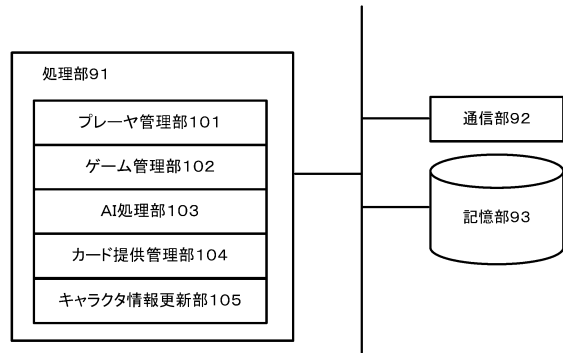 処理部91
プレーヤ管理部101
ゲーム管理部102
AI処理部103
カード提供管理部104
キャラクタ情報更新部105
通信部92
記憶部93